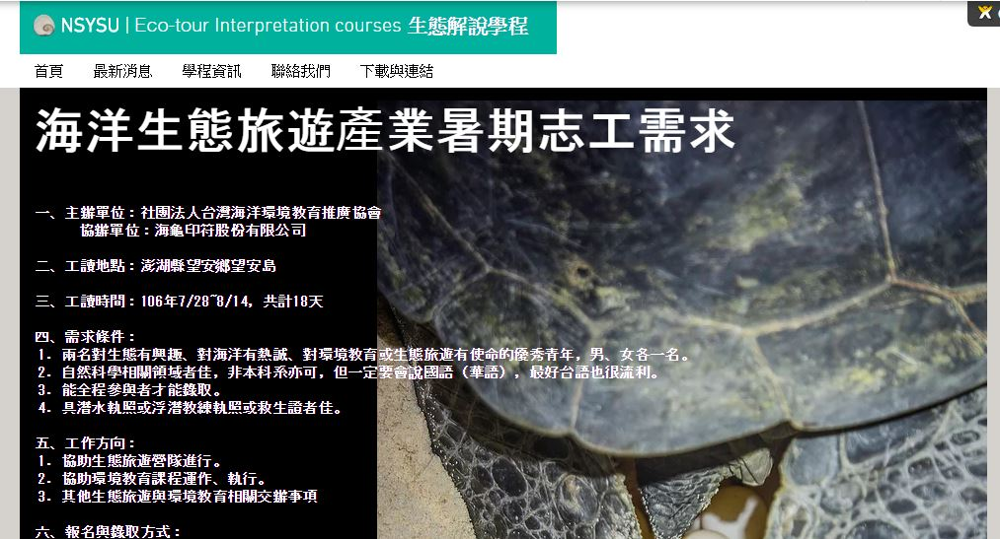 NSYSU | Eco-tour Interpretation courses 生態解說學程
首頁 最新消息 學程資訊 聯絡我們 下載與連結
海洋生態旅遊產業暑期志工需求
一、主辦單位：社團法人台灣海洋環境教育推廣協會
協辦單位：海龜印符股份有限公司
二、工讀地點：澎湖縣望安鄉望安島
三、工讀時間：106年7/28~8/14，共計18天
四、需求條件：
1. 兩名對生態有興趣、對海洋有熱誠、對環境教育或生態旅遊有使命的優秀青年，男、女各一名。
2. 自然科學相關領域者佳，非本科系亦可，但一定要會說國語（華語），最好台語也很流利。
3. 能全程參與者才能錄取。
4. 具潛水執照或浮潛教練執照或救生證者佳。
五、工作方向：
1. 協助生態旅遊營隊進行。
2. 協助環境教育課程運作、執行。
3. 其他生態旅遊與環境教育相關交辦事項
六、報名與錄取方式：